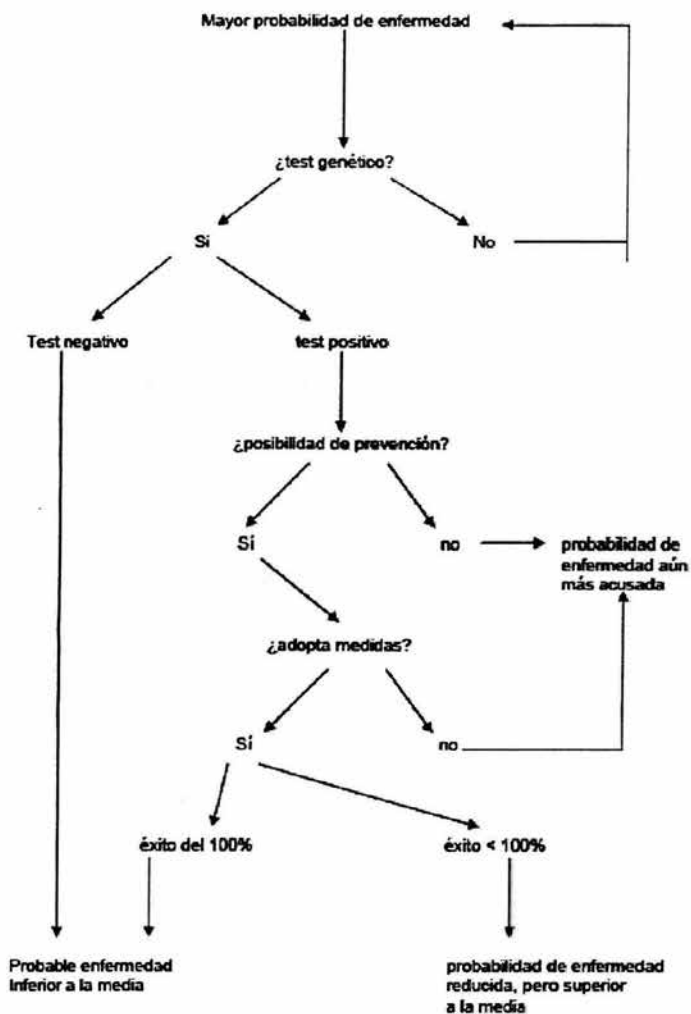 Mayor probabilidad de enfermedad
¿test genético?
Si
No
Test negativo
test positivo
¿posibilidad de prevención?
Sí
no
probabilidad de
enfermedad aún
más acusada
¿adopta medidas?
Sí
no
éxito del 100%
éxito < 100%
Probable enfermedad
Inferior a la media
probabilidad de enfermedad
reducida, pero superior
a la media